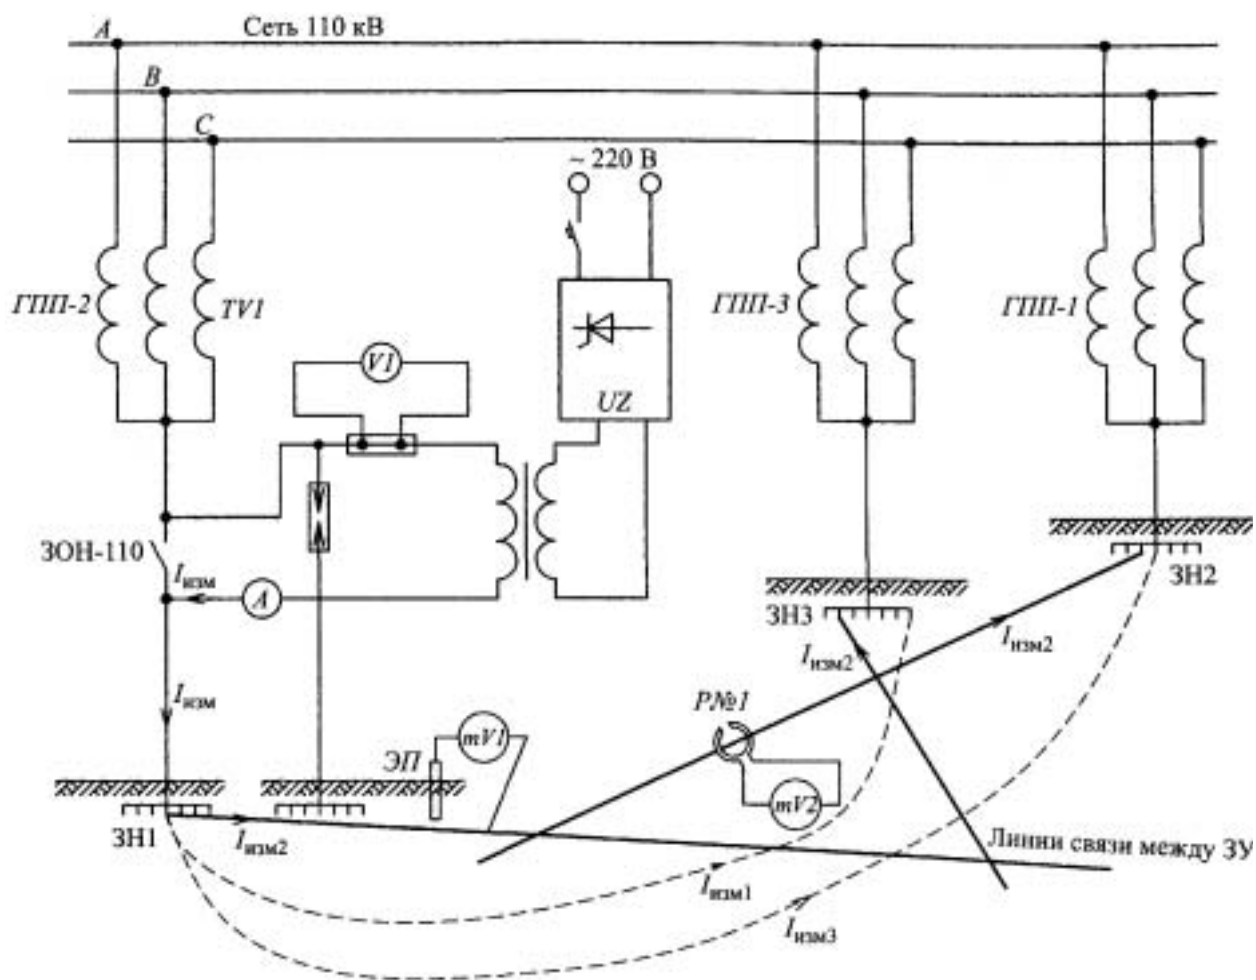 A
Сеть 110 кВ
B
C
~ 220 В
ГПП-2
TV1
V1
UZ
ГПП-3
ГПП-1
ЗОН-110
Iизм
A
ЗН2
ЗН3
Iизм2
Iизм2
Iизм
P№1
ЭП
mV1
mV2
ЗН1
Iизм2
Линии связи между ЗУ
Iизм1
Iизм3